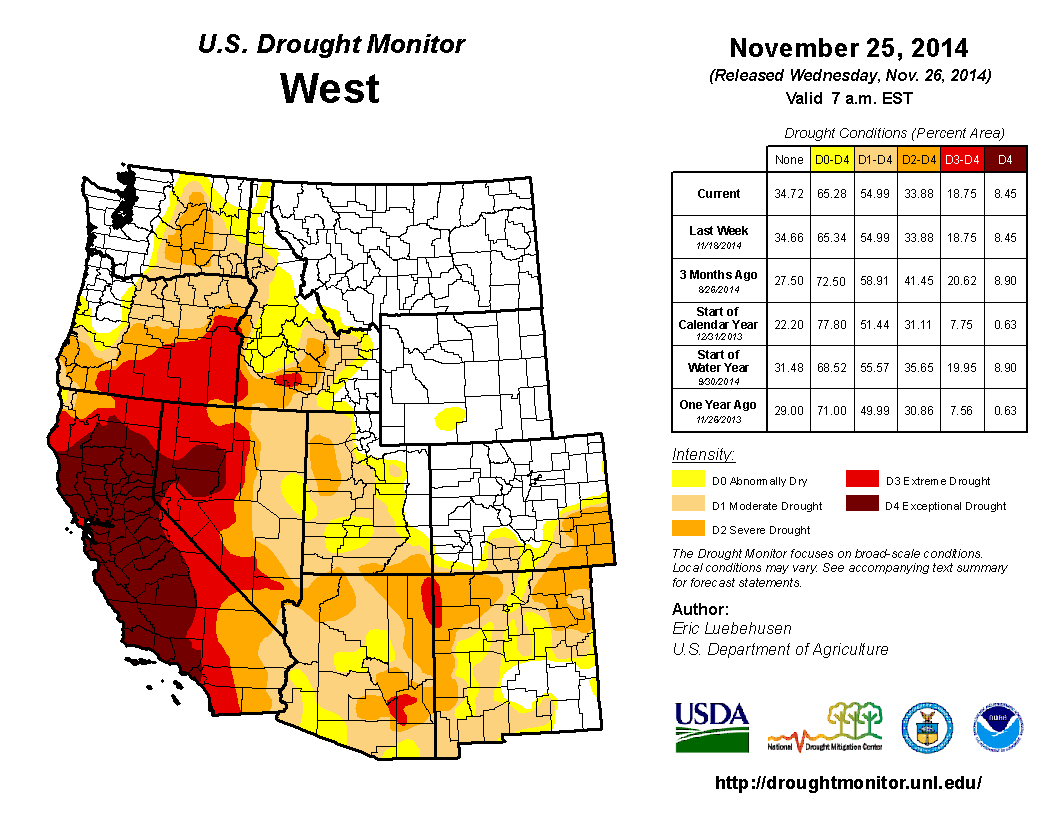 U.S. Drought Monitor
West
November 25, 2014
(Released Wednesday, Nov. 26, 2014)
Valid 7 a.m. EST
Drought Conditions (Percent Area)
None D0-D4 D1-D4 D2-D4 D3-D4 D4
Current 34.72 65.28 54.99 33.88 18.75 8.45
Last Week 34.66 65.34 54.99 33.88 18.75 8.45
11/18/2014
3 Months Ago 27.50 72.50 58.91 41.45 20.62 8.90
8/26/2014
Start of
Calendar Year 22.20 77.80 51.44 31.11 7.75 0.63
12/31/2013
Start of
Water Year 31.48 68.52 55.57 35.65 19.95 8.90
9/30/2014
One Year Ago 29.00 71.00 49.99 30.86 7.56 0.63
11/26/2013
Intensity:
D0 Abnormally Dry D3 Extreme Drought
D1 Moderate Drought D4 Exceptional Drought
D2 Severe Drought
The Drought Monitor focuses on broad-scale conditions.
Local conditions may vary. See accompanying text summary
for forecast statements.
Author:
Eric Luebehusen
U.S. Department of Agriculture
USDA
National Drought Mitigation Center
NOAA
http://droughtmonitor.unl.edu/